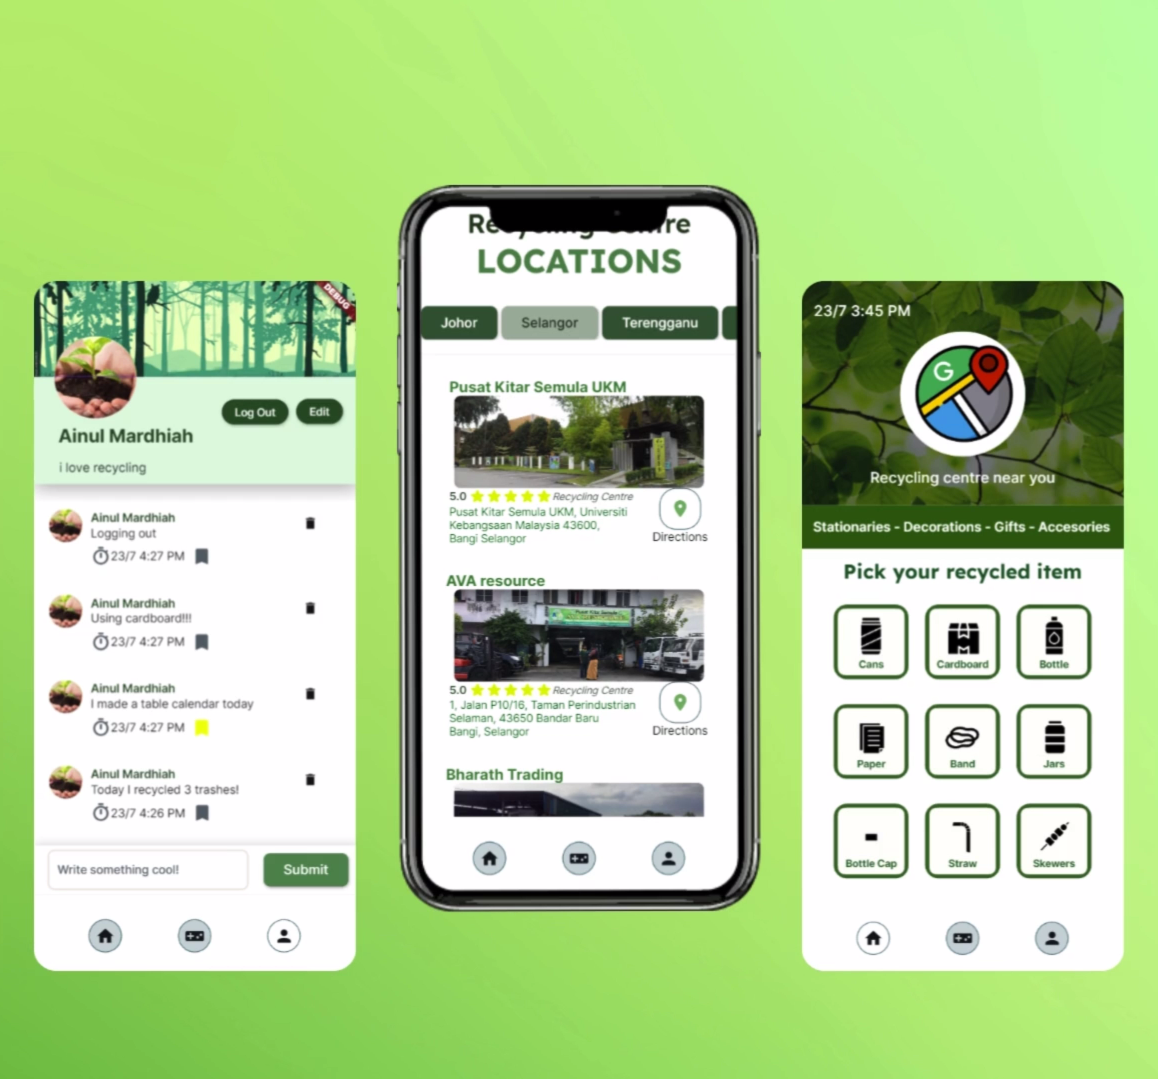 DEBUG
Log Out
Edit
Ainul Mardhiah
i love recycling
Ainul Mardhiah
Logging out
23/7 4:27 PM
Ainul Mardhiah
Using cardboard!!!
23/7 4:27 PM
Ainul Mardhiah
I made a table calendar today
23/7 4:27 PM
Ainul Mardhiah
Today I recycled 3 trashes!
23/7 4:26 PM
Write something cool!
Submit
Recycling Centre
LOCATIONS
Johor
Selangor
Terengganu
Pusat Kitar Semula UKM
5.0
Recycling Centre
Pusat Kitar Semula UKM, Universiti
Kebangsaan Malaysia 43600,
Bangi Selangor
Directions
AVA resource
Pusat Kitar Semula
5.0
Recycling Centre
1, Jalan P10/16, Taman Perindustrian
Selaman, 43650 Bandar Baru
Bangi, Selangor
Directions
Bharath Trading
23/7 3:45 PM
G
Recycling centre near you
Stationaries - Decorations - Gifts - Accesories
Pick your recycled item
Cans
Cardboard
Bottle
Paper
Band
Jars
Bottle Cap
Straw
Skewers